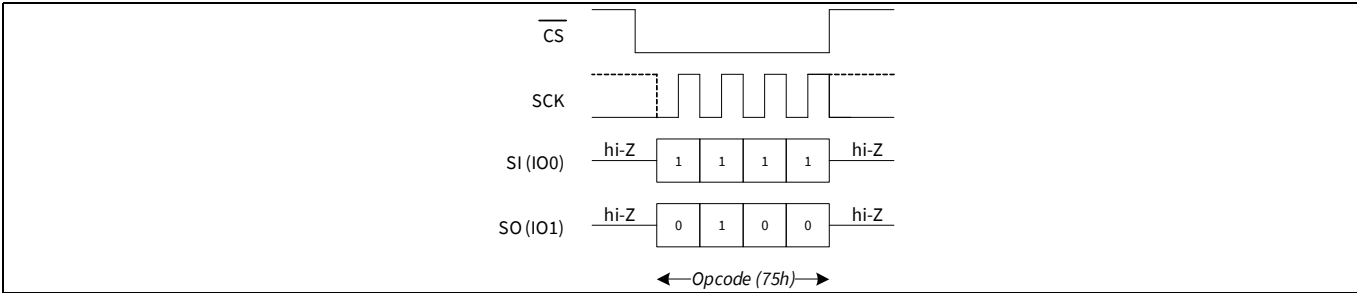 CS
SCK
SI (IO0) hi-Z 1 1 1 1 hi-Z
SO (IO1) hi-Z 0 1 0 0 hi-Z
Opcode (75h)